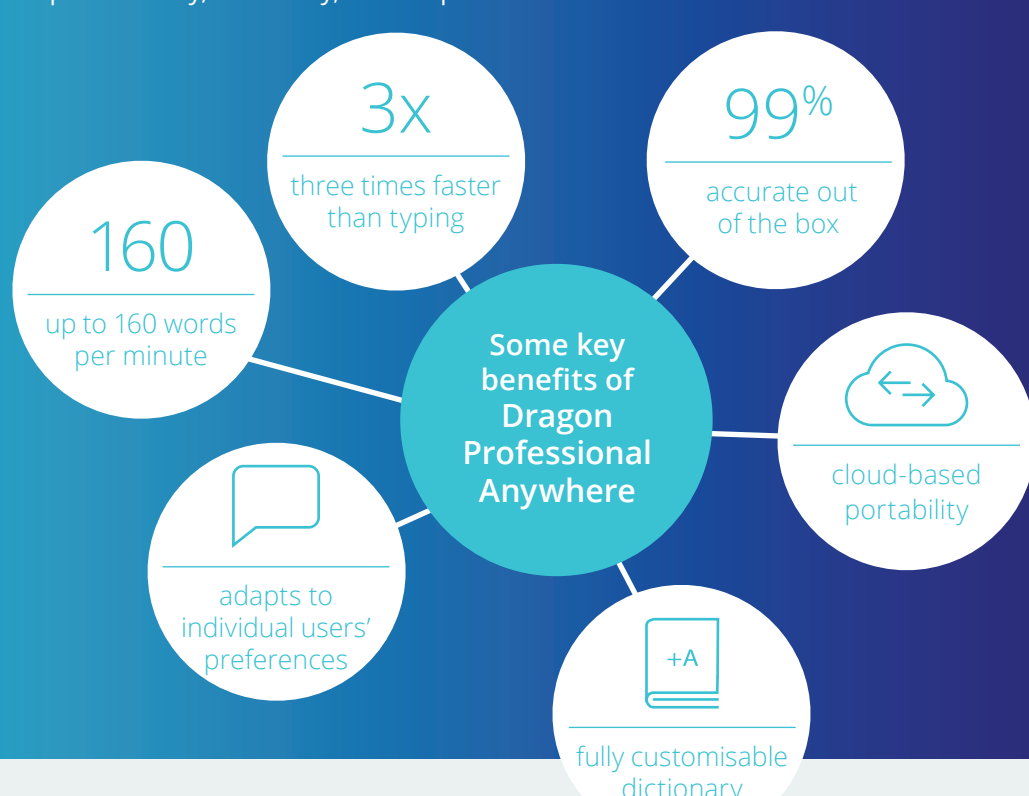 3x
three times faster
than typing
99%
accurate out
of the box
160
up to 160 words
per minute
Some key
benefits of
Dragon
Professional
Anywhere
cloud-based
portability
adapts to
individual users’
preferences
+A
fully customisable
dictionary